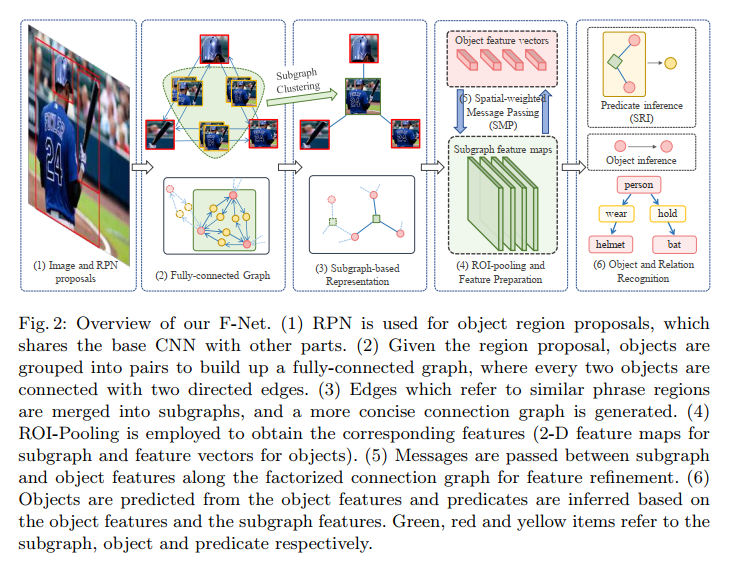 Subgraph
Clustering
Object feature vectors
(5) Spatial-weighted
Message Passing
(SMP)
Subgraph feature maps
Predicate inference
(SRI)
Object inference
person
wear
hold
helmet
bat
24
(1) Image and RPN
proposals
(2) Fully-connected Graph
(3) Subgraph-based
Representation
(4) ROI-pooling and
Feature Preparation
(6) Object and Relation
Recognition
Fig. 2: Overview of our F-Net. (1) RPN is used for object region proposals, which
shares the base CNN with other parts. (2) Given the region proposal, objects are
grouped into pairs to build up a fully-connected graph, where every two objects are
connected with two directed edges. (3) Edges which refer to similar phrase regions
are merged into subgraphs, and a more concise connection graph is generated. (4)
ROI-Pooling is employed to obtain the corresponding features (2-D feature maps for
subgraph and feature vectors for objects). (5) Messages are passed between subgraph
and object features along the factorized connection graph for feature refinement. (6)
Objects are predicted from the object features and predicates are inferred based on
the object features and the subgraph features. Green, red and yellow items refer to the
subgraph, object and predicate respectively.